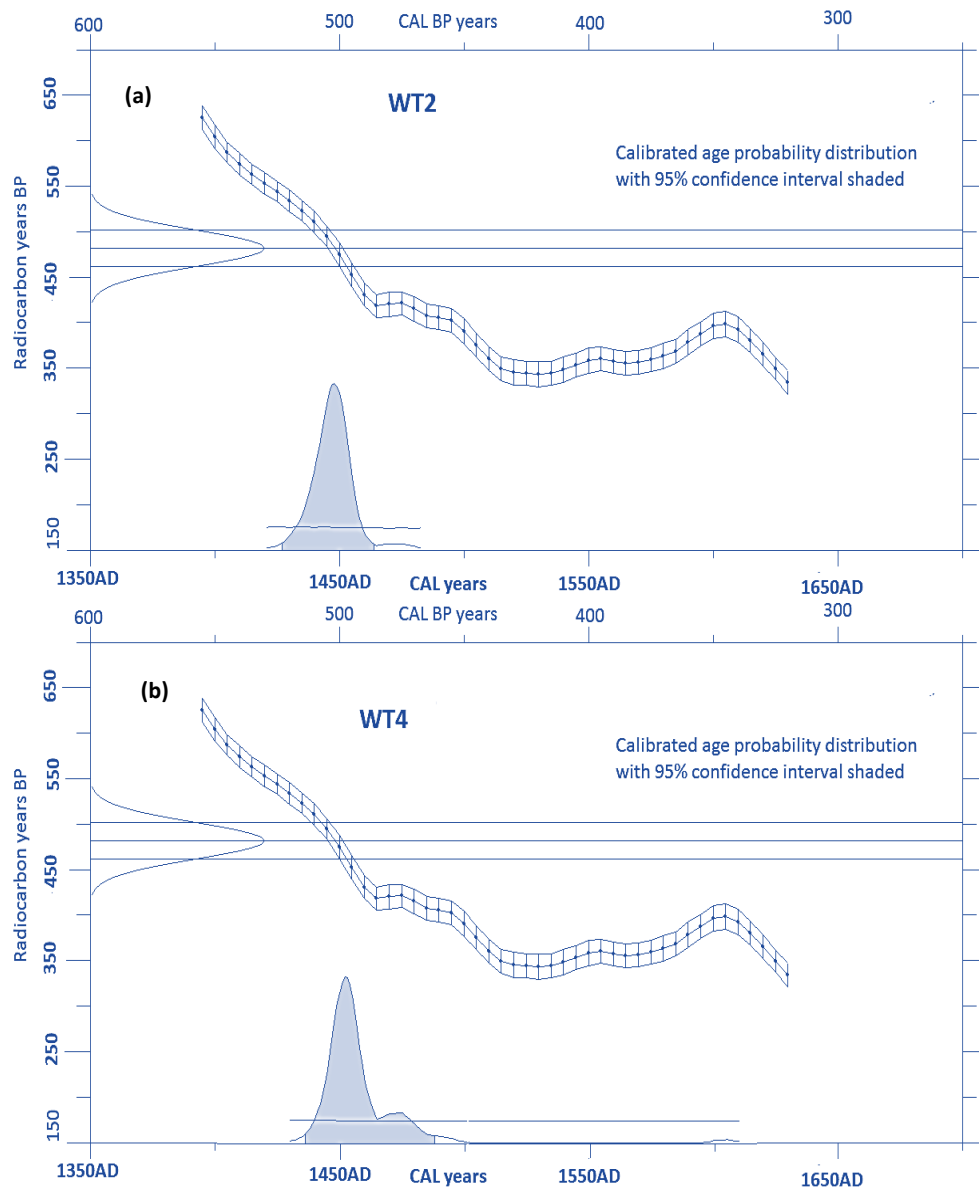 600 500 400 300
CAL BP years
(a)
WT2
Calibrated age probability distribution
with 95% confidence interval shaded
Radiocarbon years BP
650
550
450
350
250
150
1350AD 1450AD 1550AD 1650AD
CAL years
600 500 400 300
CAL BP years
(b)
WT4
Calibrated age probability distribution
with 95% confidence interval shaded
Radiocarbon years BP
650
550
450
350
250
150
1350AD 1450AD 1550AD 1650AD
CAL years